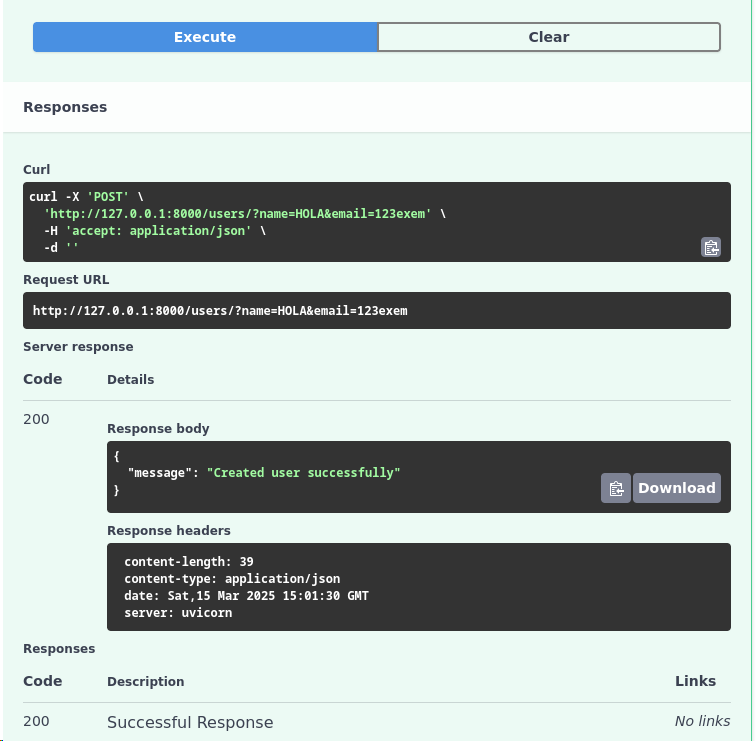 Execute
Clear
Responses
Curl
curl -X 'POST' \
'http://127.0.0.1:8000/users/?name=HOLA&email=123exem' \
-H 'accept: application/json' \
-d ''
Request URL
http://127.0.0.1:8000/users/?name=HOLA&email=123exem
Server response
Code Details
200
Response body
{
"message": "Created user successfully"
}
Download
Response headers
content-length: 39
content-type: application/json
date: Sat,15 Mar 2025 15:01:30 GMT
server: uvicorn
Responses
Code Description Links
200 Successful Response No links